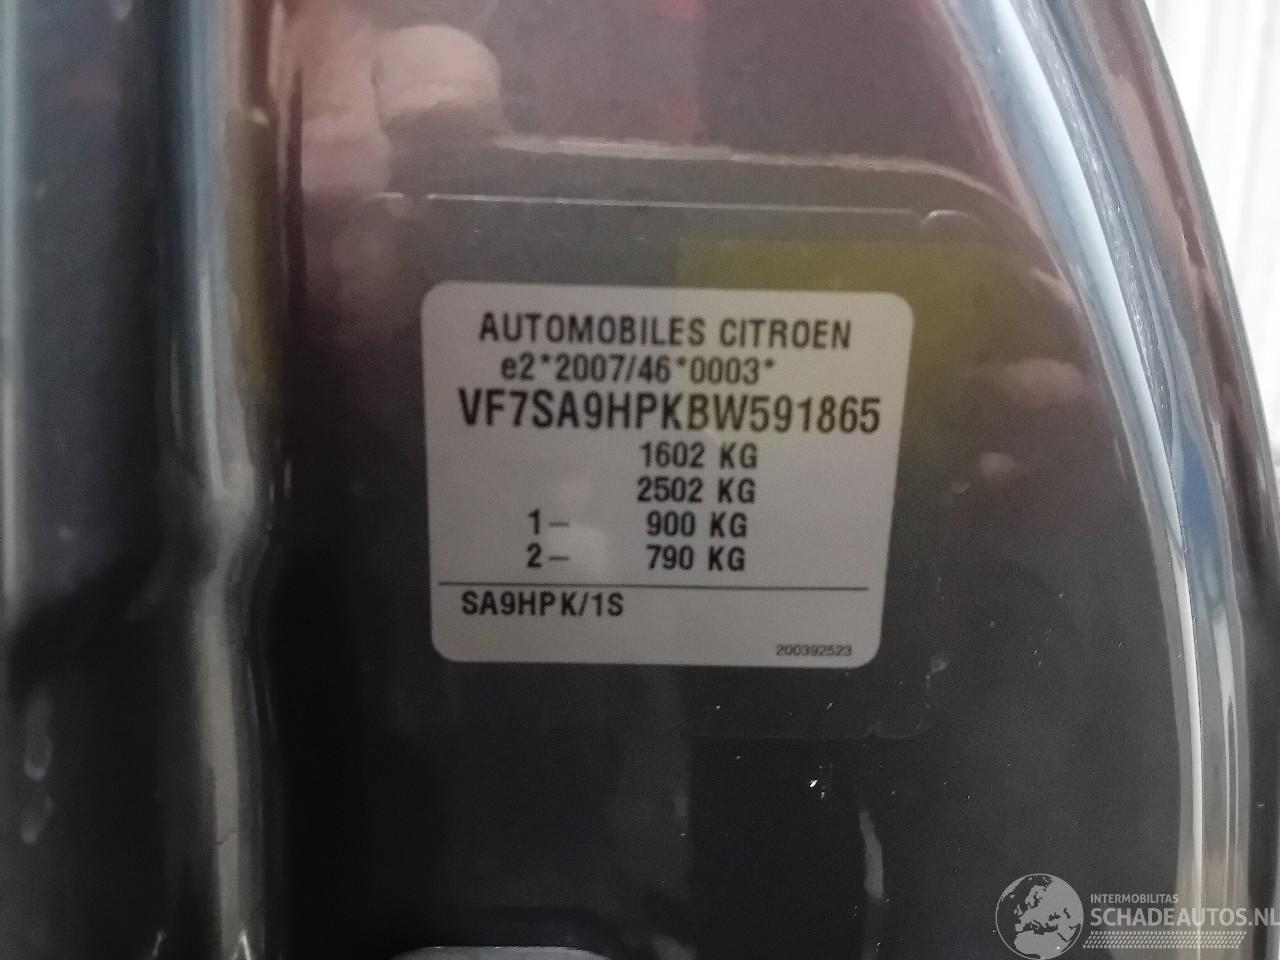 AUTOMOBILES CITROEN
e2*2007/46*0003*
VF7SA9HPKBW591865
1602 KG
2502 KG
1- 900 KG
2- 790 KG
SA9HPK/1S
200392523
INTERMOBILITAS
SCHADEAUTOS.NL